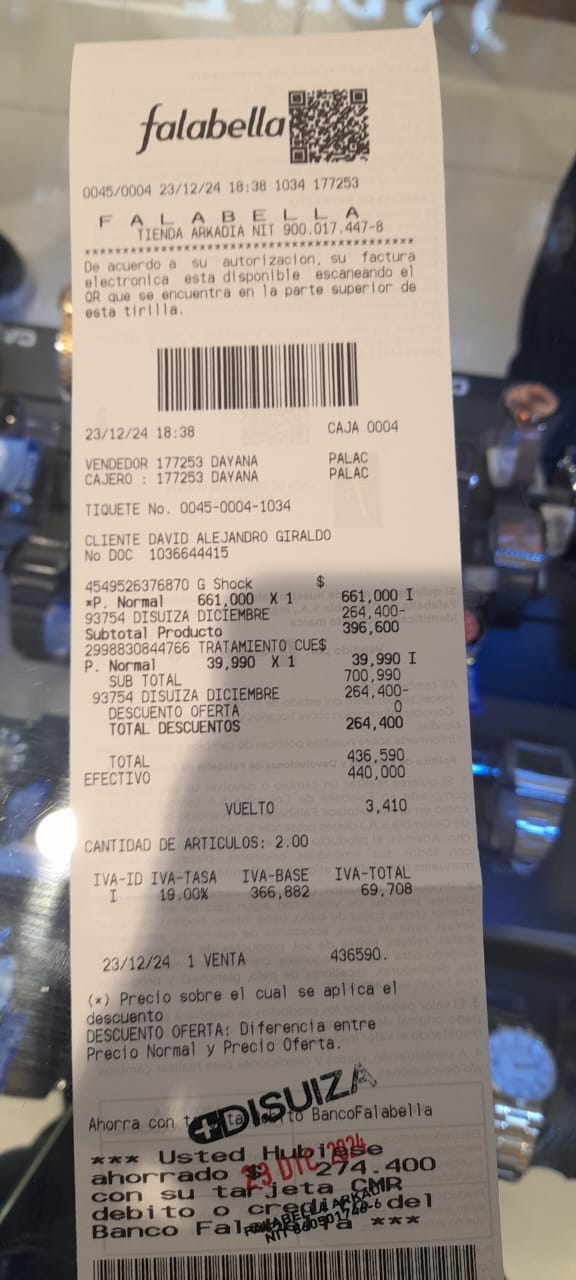 falabella
0045/0004 23/12/24 18:38 1034 177253
F A L A B E L L A
TIENDA ARKADIA NIT 900.017.447-8
****************************************
De acuerdo a su autorizacion, su factura
electronica esta disponible escaneando el
QR que se encuentra en la parte superior de
esta tirilla.
23/12/24 18:38 CAJA 0004
VENDEDOR 177253 DAYANA PALAC
CAJERO : 177253 DAYANA PALAC
TIQUETE No. 0045-0004-1034
CLIENTE DAVID ALEJANDRO GIRALDO
No DOC 1036644415
4549526376870 G Shock $
*P. Normal 661,000 X 1 661,000 I
93754 DISUIZA DICIEMBRE 264,400-
Subtotal Producto 396,600
2998830844766 TRATAMIENTO CUE$
P. Normal 39,990 X 1 39,990 I
SUB TOTAL 700,990
93754 DISUIZA DICIEMBRE 264,400-
DESCUENTO OFERTA 0
TOTAL DESCUENTOS 264,400
TOTAL 436,590
EFECTIVO 440,000
VUELTO 3,410
CANTIDAD DE ARTICULOS: 2.00
IVA-ID IVA-TASA IVA-BASE IVA-TOTAL
I 19.00% 366,882 69,708
23/12/24 1 VENTA 436590.
(*) Precio sobre el cual se aplica el
descuento
DESCUENTO OFERTA: Diferencia entre
Precio Normal y Precio Oferta.
DISUIZA
Ahorra con BancoFalabella
*** Usted Hubiese
ahorrado $ 274.400
23 DIC 2024
con su tarjeta CMR
debito o credito del
FALABELLA ARKADIA
Banco ***